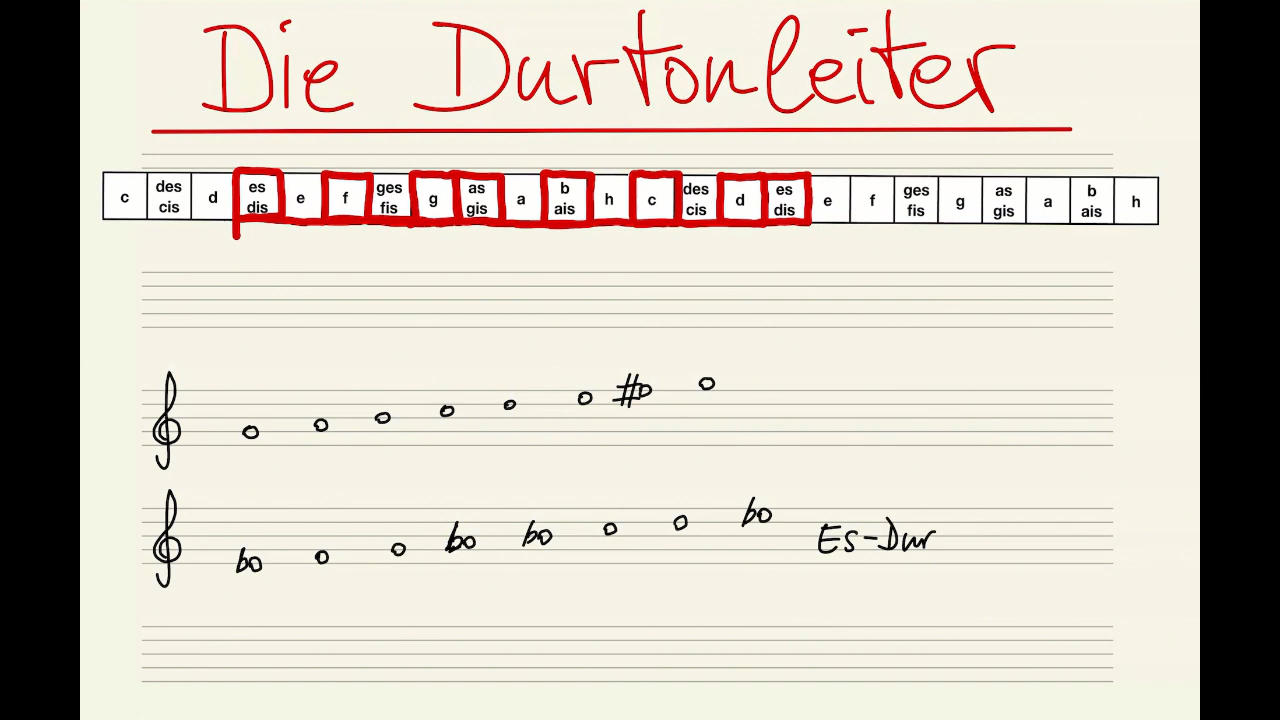 Die Durtonleiter
c des cis d es dis e f ges fis g as gis a b ais h c des cis d es dis e f ges fis g as gis a b ais h
Es-Dur